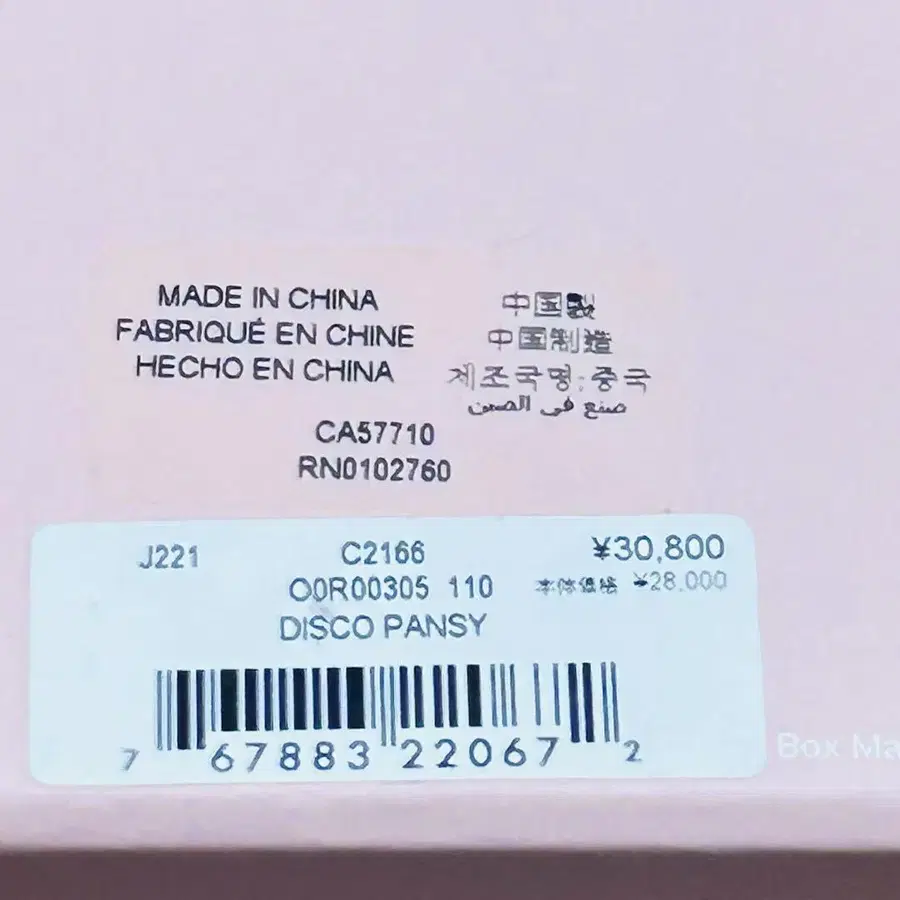 MADE IN CHINA
FABRIQUÉ EN CHINE
HECHO EN CHINA
中国製
中国制造
제조국명:중국
صنع في الصين
CA57710
RN0102760
J221 C2166 ¥30,800
O0R00305 110 本体価格 ¥28,000
DISCO PANSY
7 67883 22067 2
Box Ma